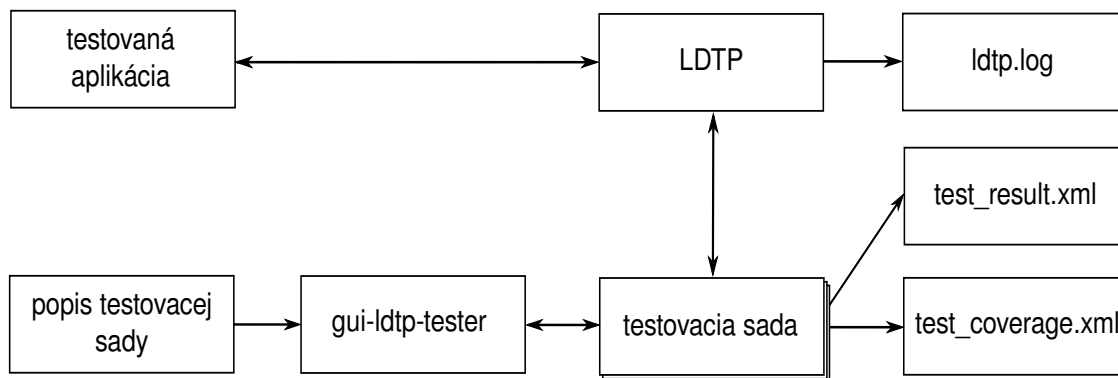 testovaná
aplikácia
LDTP
ldtp.log
test_result.xml
popis testovacej
sady
gui-ldtp-tester
testovacia sada
test_coverage.xml